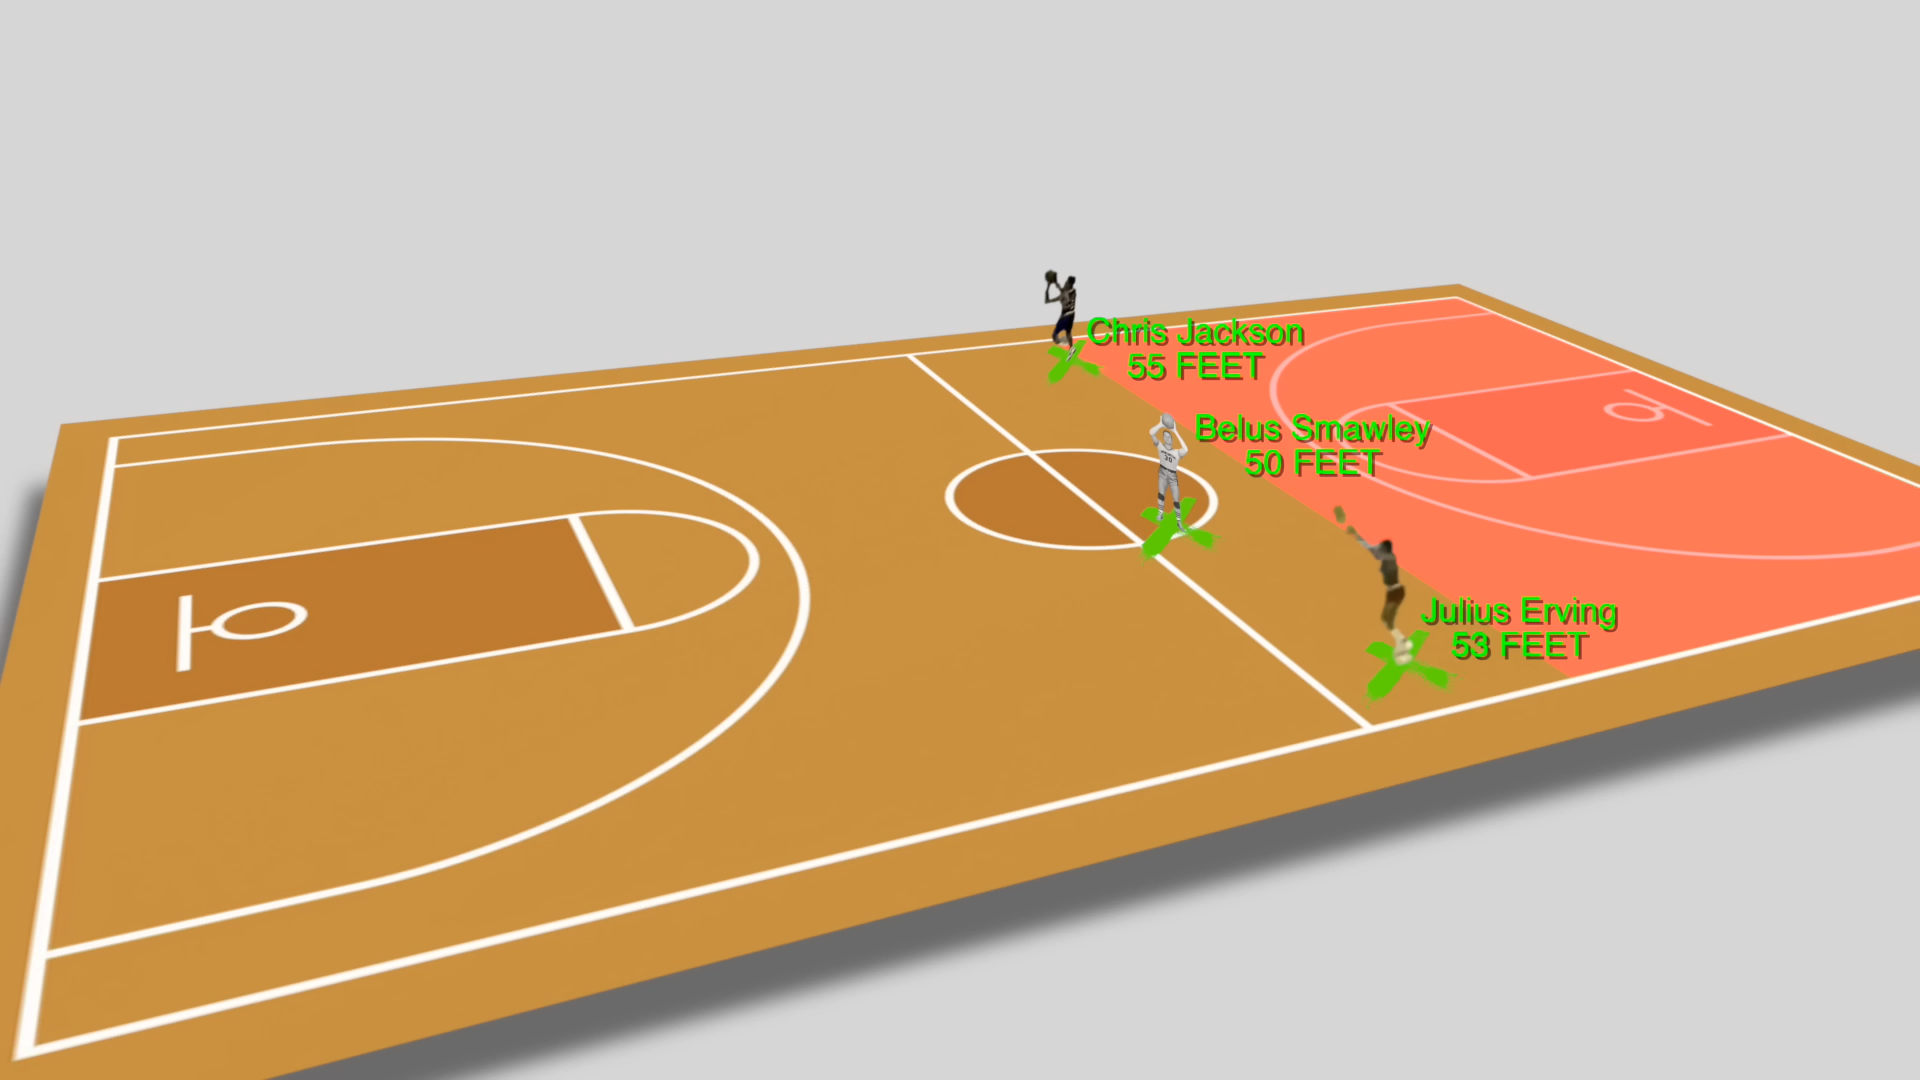 Chris Jackson
55 FEET
Belus Smawley
50 FEET
Julius Erving
53 FEET